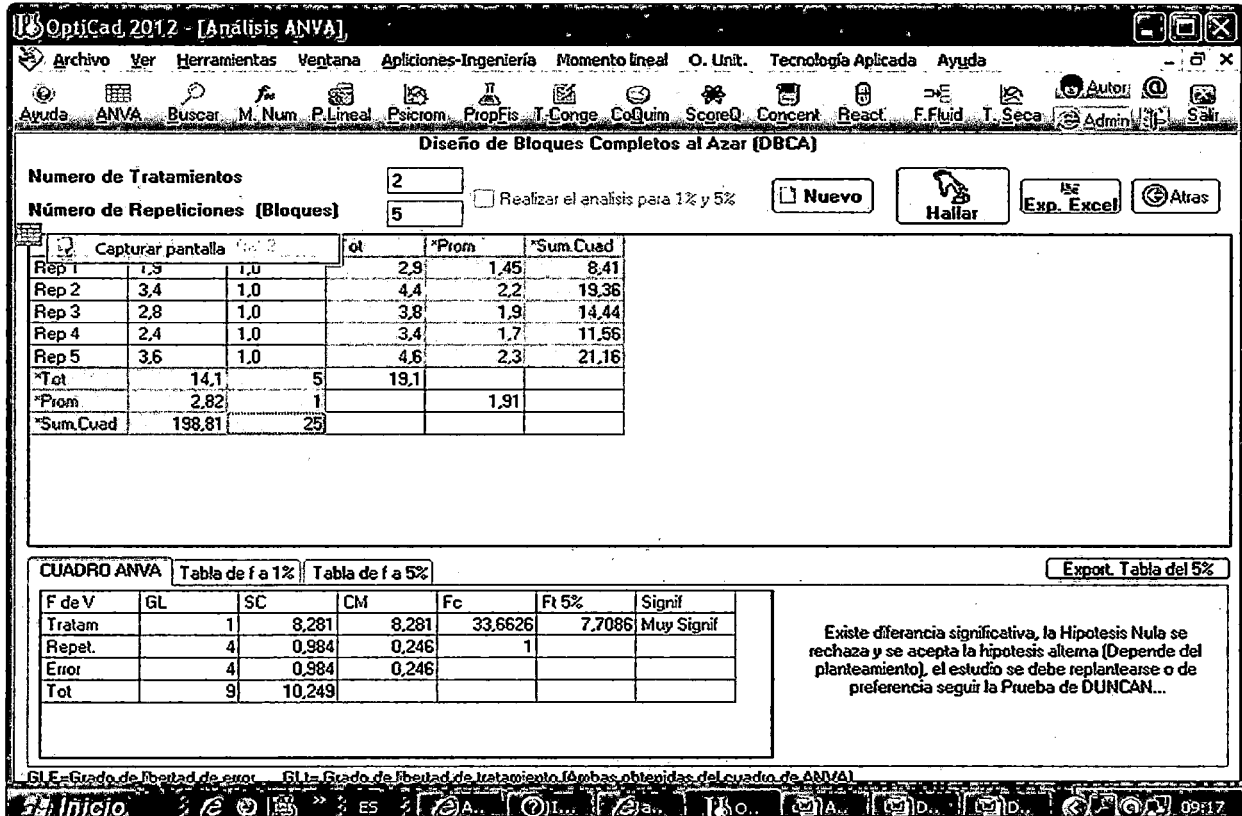 OptiCad 2012 - [Análisis ANVA]
Archivo Ver Herramientas Ventana Apliciones-Ingeniería Momento lineal O. Unit. Tecnología Aplicada Ayuda
Ayuda ANVA Buscar M. Num P.Lineal Psicrom. PropFis T.Conge CoQuim ScoreQ Concent React. F.Fluid T. Seca Autor Admin Salir
Diseño de Bloques Completos al Azar (DBCA)
Numero de Tratamientos 2
Número de Repeticiones (Bloques) 5
Realizar el analisis para 1% y 5%
Nuevo
Hallar
Exp. Excel
Atras
Capturar pantalla Tot *Prom *Sum.Cuad
Rep 1 1,9 1,0 2,9 1,45 8,41
Rep 2 3,4 1,0 4,4 2,2 19,36
Rep 3 2,8 1,0 3,8 1,9 14,44
Rep 4 2,4 1,0 3,4 1,7 11,56
Rep 5 3,6 1,0 4,6 2,3 21,16
*Tot 14,1 5 19,1
*Prom 2,82 1 1,91
*Sum.Cuad 198,81 25
CUADRO ANVA Tabla de f a 1% Tabla de f a 5% Export. Tabla del 5%
F de V GL SC CM Fc Ft 5% Signif
Tratam 1 8,281 8,281 33,6626 7,7086 Muy Signif
Repet. 4 0,984 0,246 1
Error 4 0,984 0,246
Tot 9 10,249
Existe diferancia significativa, la Hipotesis Nula se
rechaza y se acepta la hipotesis alterna (Depende del
planteamiento), el estudio se debe replantearse o de
preferencia seguir la Prueba de DUNCAN...
GLE=Grado de libertad de error GLt= Grado de libertad de tratamiento (Ambas obtenidas del cuadro de ANVA)
Inicio ES A... I... a... O... A... D... D... 09:17